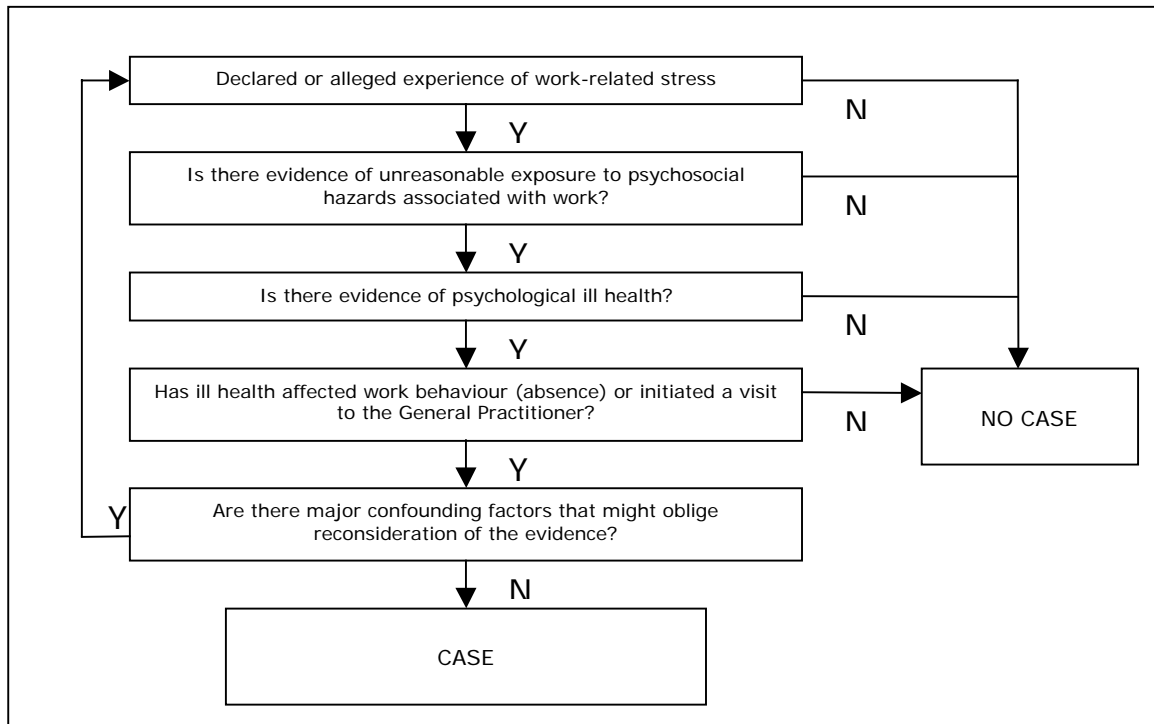 Declared or alleged experience of work-related stress
N
Y
Is there evidence of unreasonable exposure to psychosocial
hazards associated with work?
N
Y
Is there evidence of psychological ill health?
N
Y
Has ill health affected work behaviour (absence) or initiated a visit
to the General Practitioner?
N
NO CASE
Y
Are there major confounding factors that might oblige
reconsideration of the evidence?
Y
N
CASE